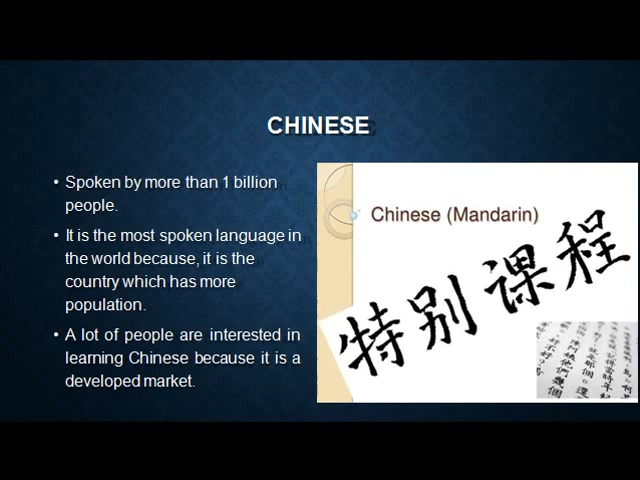 CHINESE
• Spoken by more than 1 billion
people.
• It is the most spoken language in
the world because, it is the
country which has more
population.
• A lot of people are interested in
learning Chinese because it is a
developed market.
Chinese (Mandarin)
特别课程